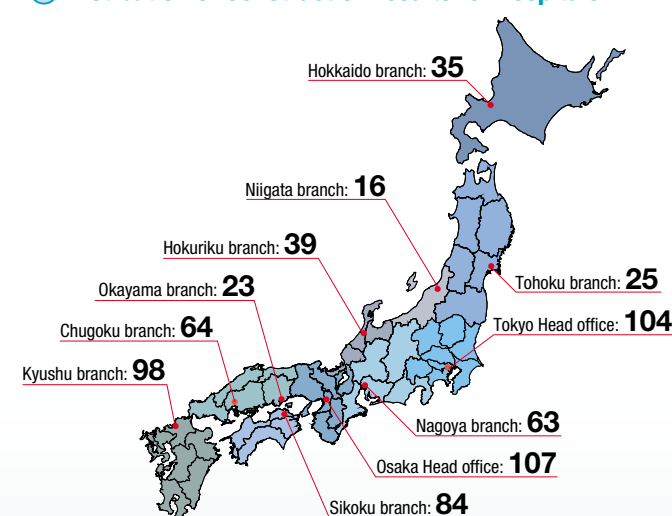 Hokkaido branch: 35
Niigata branch: 16
Hokuriku branch: 39
Tohoku branch: 25
Okayama branch: 23
Tokyo Head office: 104
Chugoku branch: 64
Kyushu branch: 98
Nagoya branch: 63
Osaka Head office: 107
Sikoku branch: 84